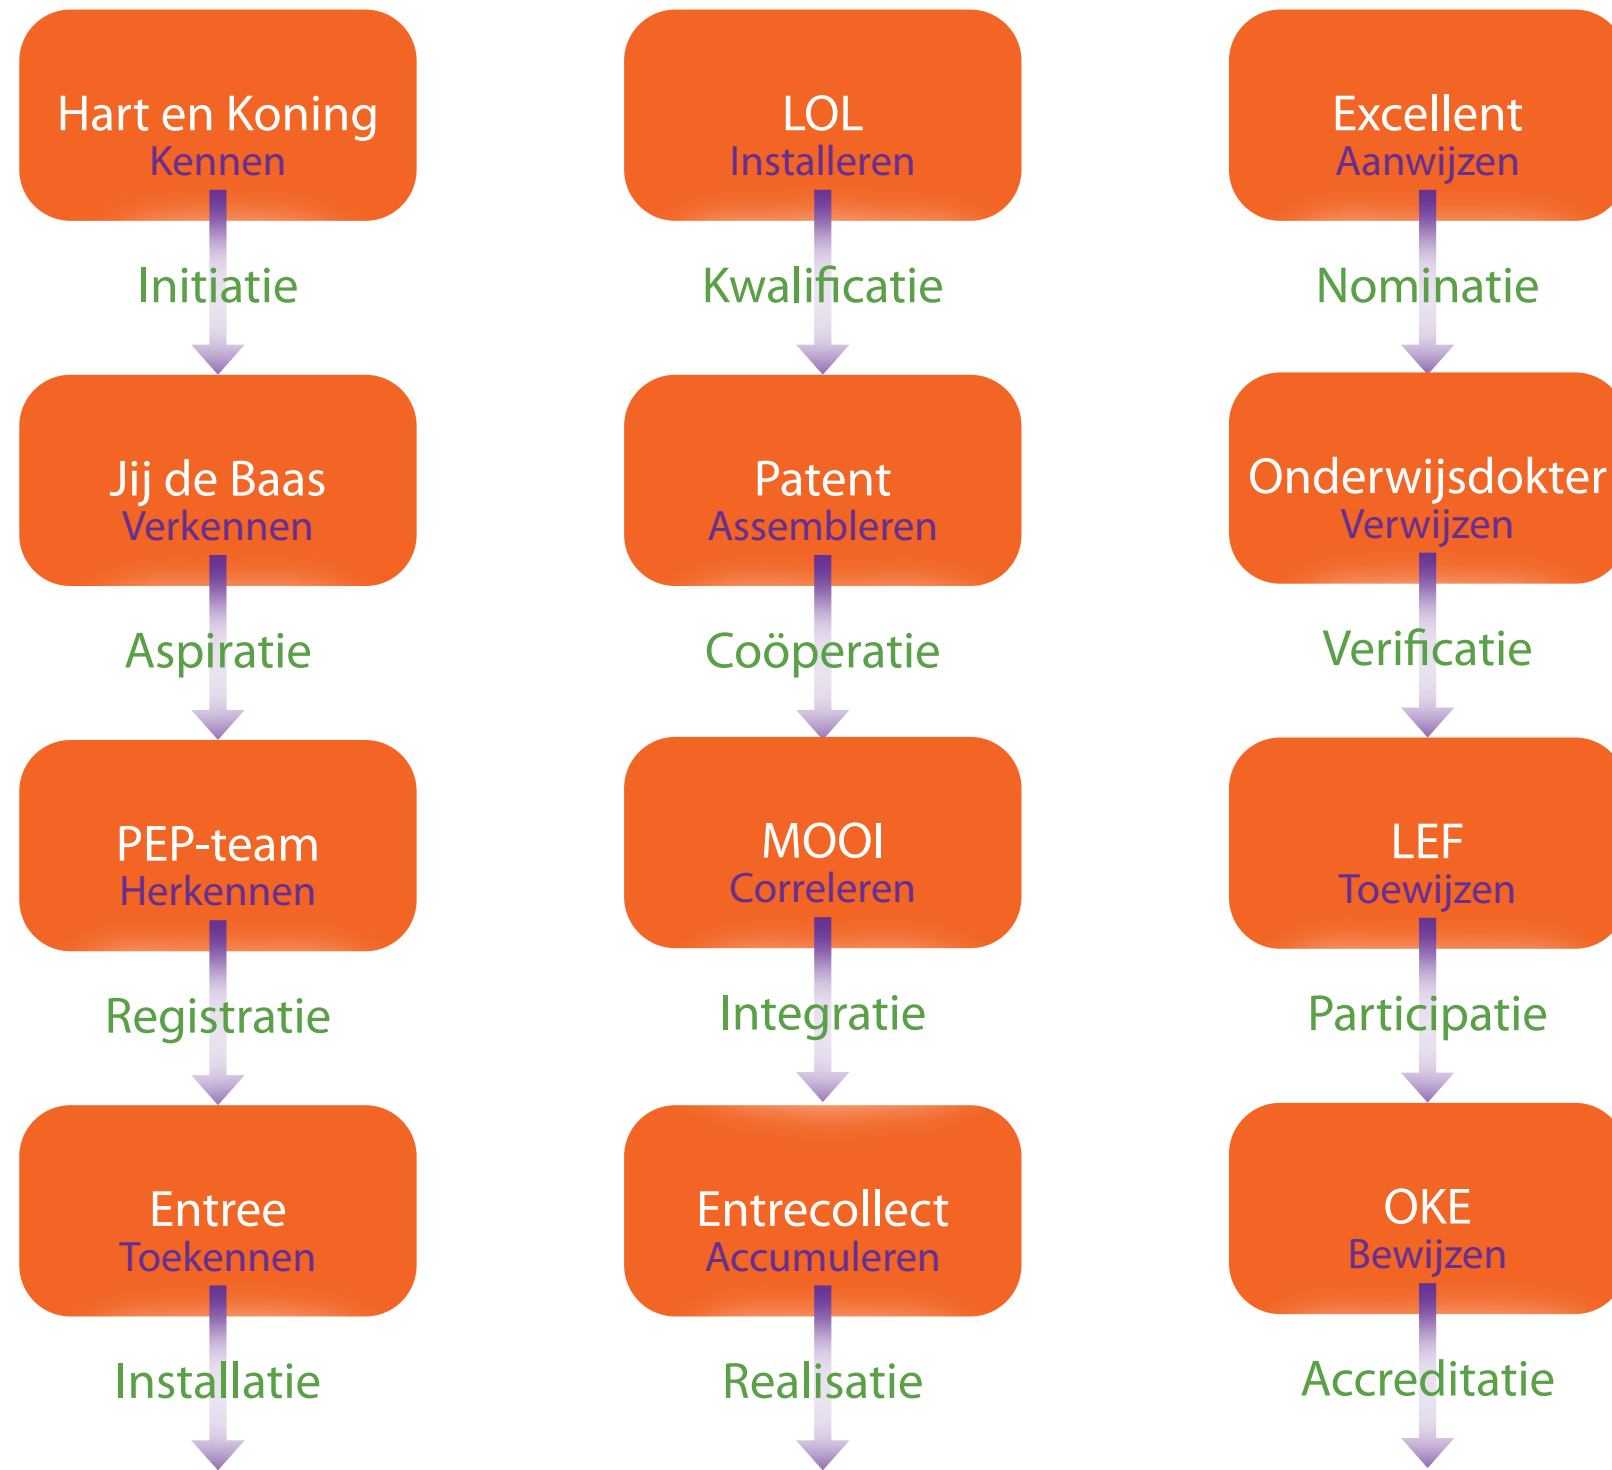 Hart en Koning
Kennen
Initiatie
Jij de Baas
Verkennen
Aspiratie
PEP-team
Herkennen
Registratie
Entree
Toekennen
Installatie
LOL
Installeren
Kwalificatie
Patent
Assembleren
Coöperatie
MOOI
Correleren
Integratie
Entrecollect
Accumuleren
Realisatie
Excellent
Aanwijzen
Nominatie
Onderwijsdokter
Verwijzen
Verificatie
LEF
Toewijzen
Participatie
OKE
Bewijzen
Accreditatie